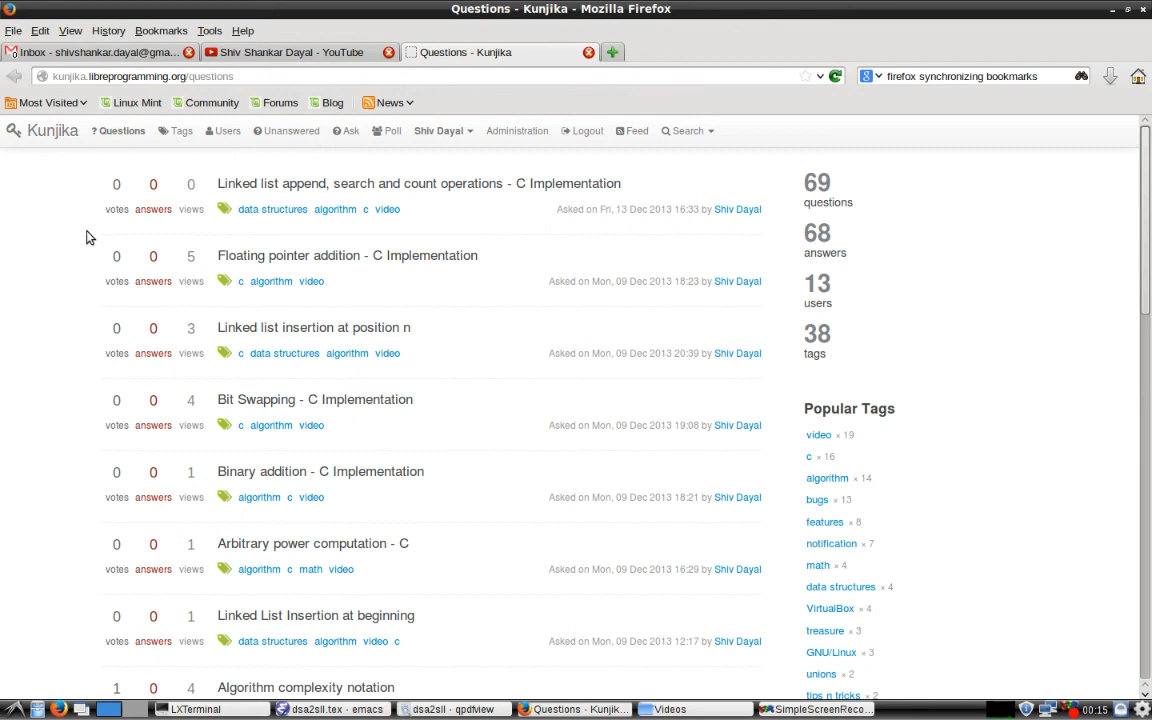 Questions - Kunjika - Mozilla Firefox
File Edit View History Bookmarks Tools Help
Inbox - shivshankar.dayal@gma... Shiv Shankar Dayal - YouTube Questions - Kunjika
kunjika.libreprogramming.org/questions firefox synchronizing bookmarks
Most Visited Linux Mint Community Forums Blog News
Kunjika ? Questions Tags Users Unanswered Ask Poll Shiv Dayal Administration Logout Feed Search
0 0 0 Linked list append, search and count operations - C Implementation
votes answers views data structures algorithm c video Asked on Fri, 13 Dec 2013 16:33 by Shiv Dayal
0 0 5 Floating pointer addition - C Implementation
votes answers views c algorithm video Asked on Mon, 09 Dec 2013 18:23 by Shiv Dayal
0 0 3 Linked list insertion at position n
votes answers views c data structures algorithm video Asked on Mon, 09 Dec 2013 20:39 by Shiv Dayal
0 0 4 Bit Swapping - C Implementation
votes answers views c algorithm video Asked on Mon, 09 Dec 2013 19:08 by Shiv Dayal
0 0 1 Binary addition - C Implementation
votes answers views algorithm c video Asked on Mon, 09 Dec 2013 18:21 by Shiv Dayal
0 0 1 Arbitrary power computation - C
votes answers views algorithm c math video Asked on Mon, 09 Dec 2013 16:29 by Shiv Dayal
0 0 1 Linked List Insertion at beginning
votes answers views data structures algorithm video c Asked on Mon, 09 Dec 2013 12:17 by Shiv Dayal
1 0 4 Algorithm complexity notation
69
questions
68
answers
13
users
38
tags
Popular Tags
video × 19
c × 16
algorithm × 14
bugs × 13
features × 8
notification × 7
math × 4
data structures × 4
VirtualBox × 4
treasure × 3
GNU/Linux × 3
unions × 2
tips n tricks × 2
LXTerminal dsa2sll.tex - emacs dsa2sll - qpdfview Questions - Kunjik... Videos SimpleScreenReco... 00:15